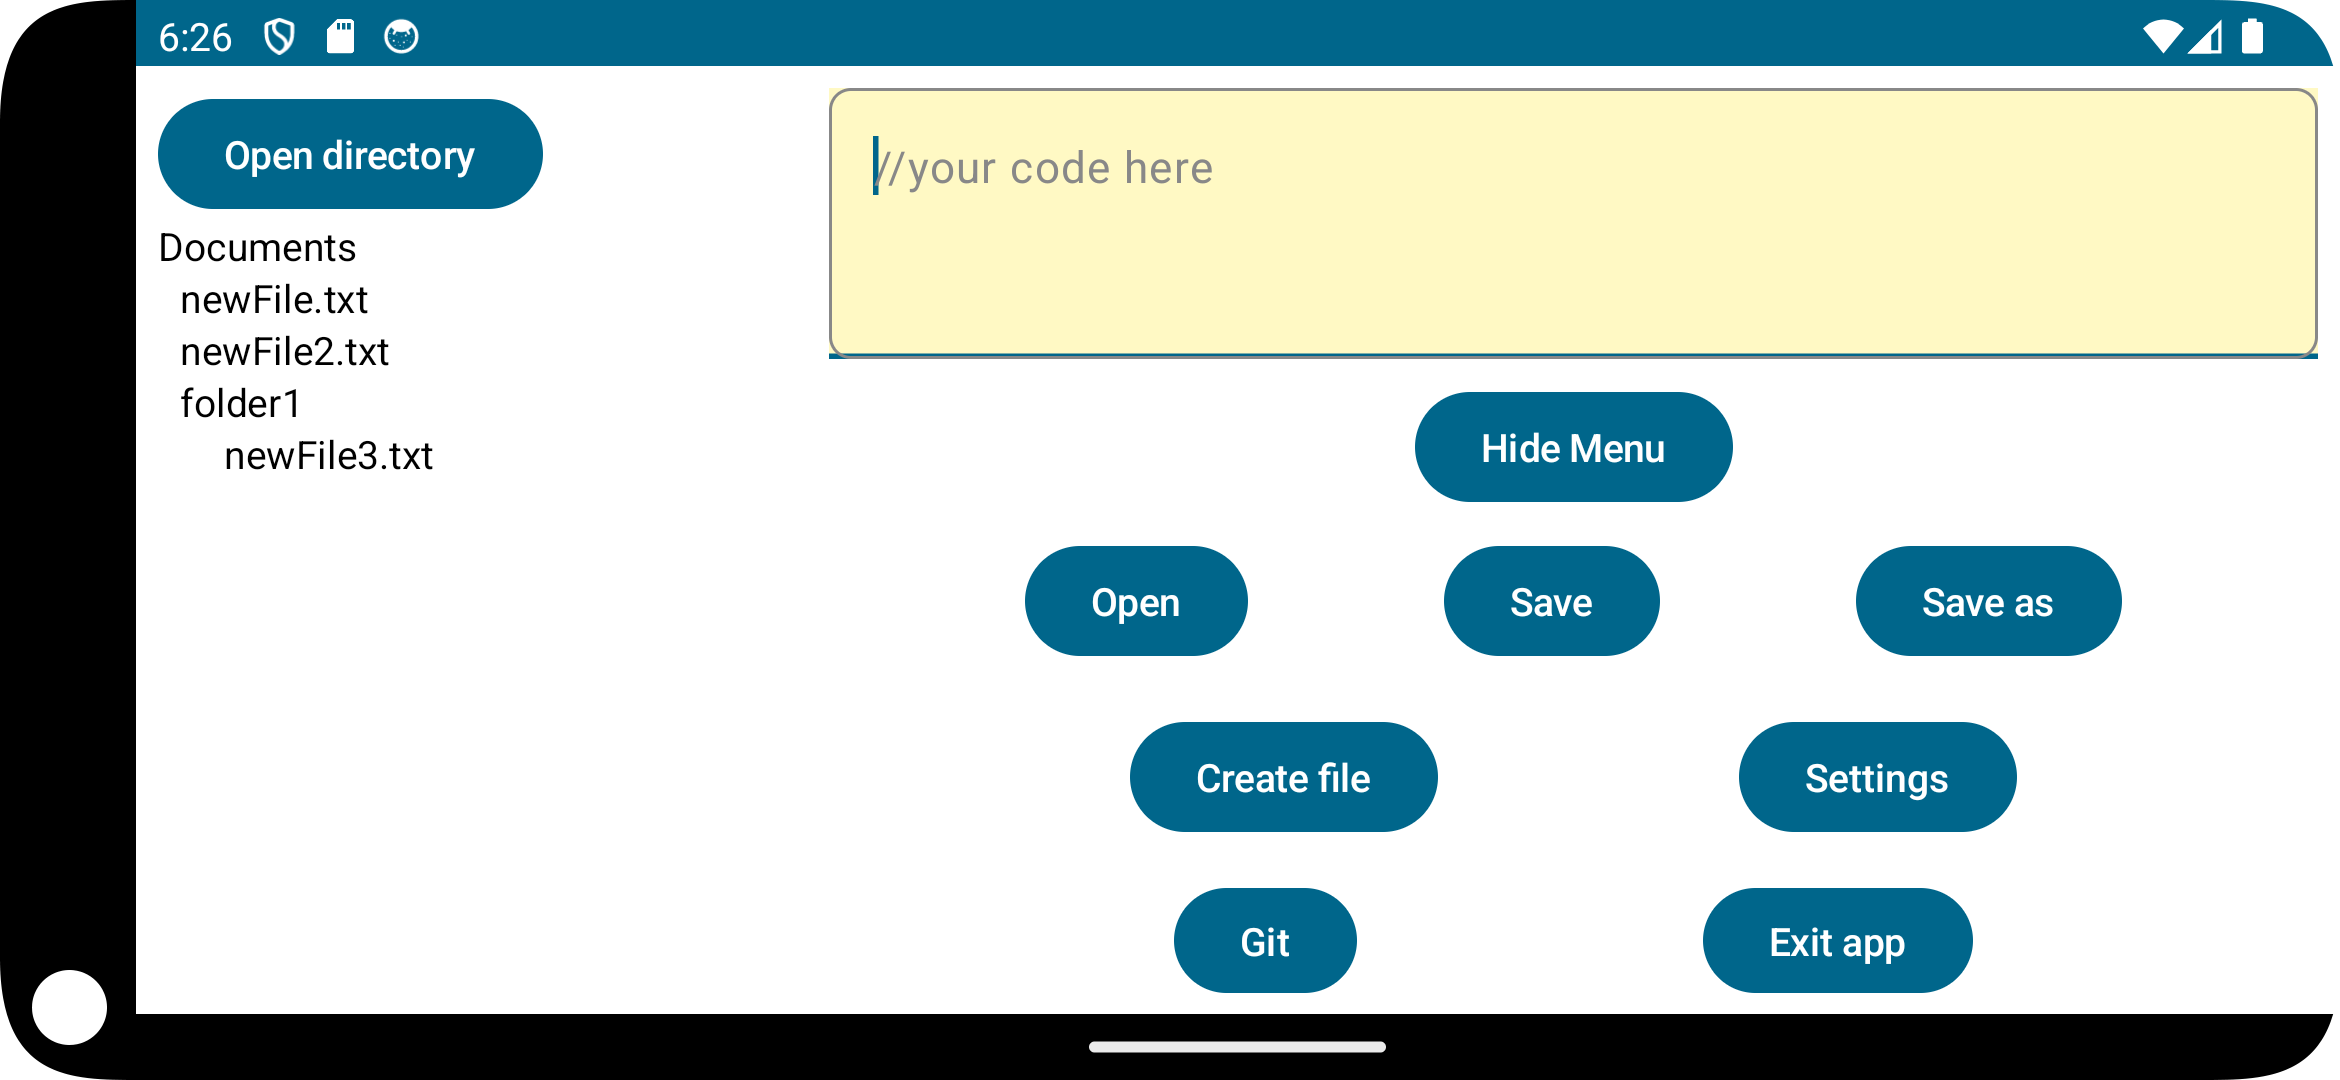 6:26
Open directory
Documents
newFile.txt
newFile2.txt
folder1
newFile3.txt
//your code here
Hide Menu
Open
Save
Save as
Create file
Settings
Git
Exit app